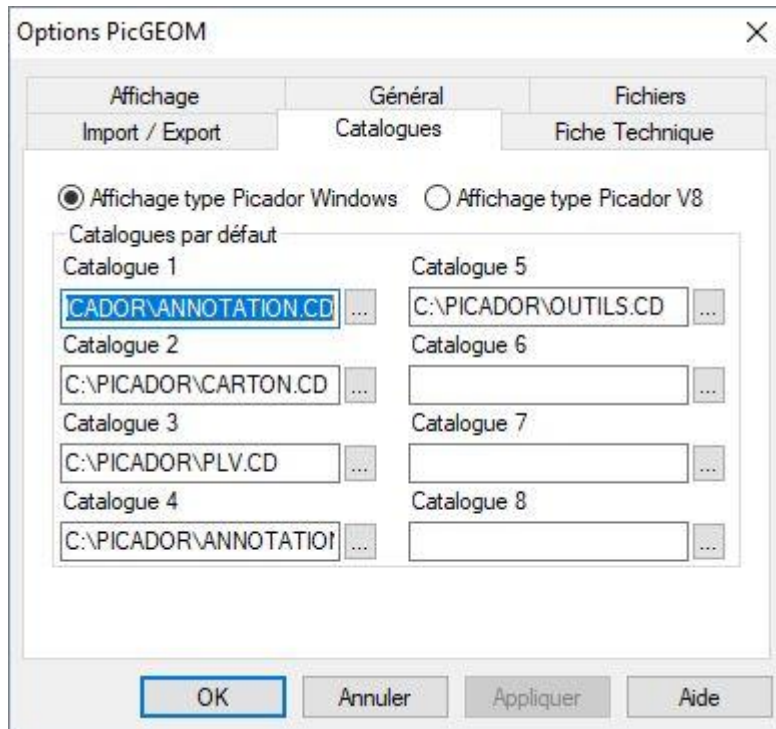 Options PicGEOM
Affichage Général Fichiers
Import / Export Catalogues Fiche Technique
Affichage type Picador Windows Affichage type Picador V8
Catalogues par défaut
Catalogue 1 Catalogue 5
ICADOR\ANNOTATION.CD ... C:\PICADOR\OUTILS.CD ...
Catalogue 2 Catalogue 6
C:\PICADOR\CARTON.CD ... ...
Catalogue 3 Catalogue 7
C:\PICADOR\PLV.CD ... ...
Catalogue 4 Catalogue 8
C:\PICADOR\ANNOTATION ... ...
OK Annuler Appliquer Aide